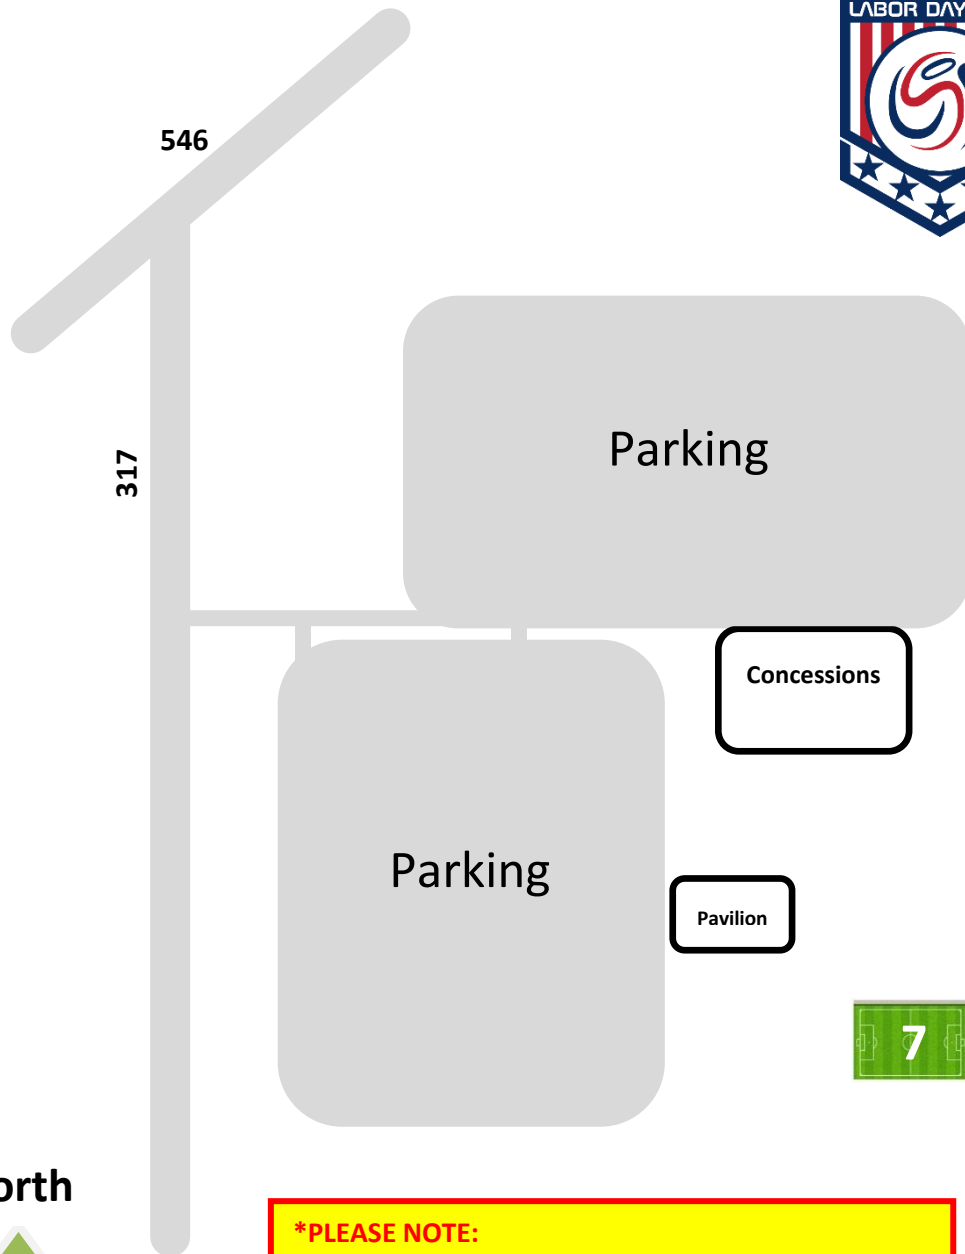 LABOR DAY
546
317
Parking
Concessions
Parking
Pavilion
7
orth
*PLEASE NOTE: